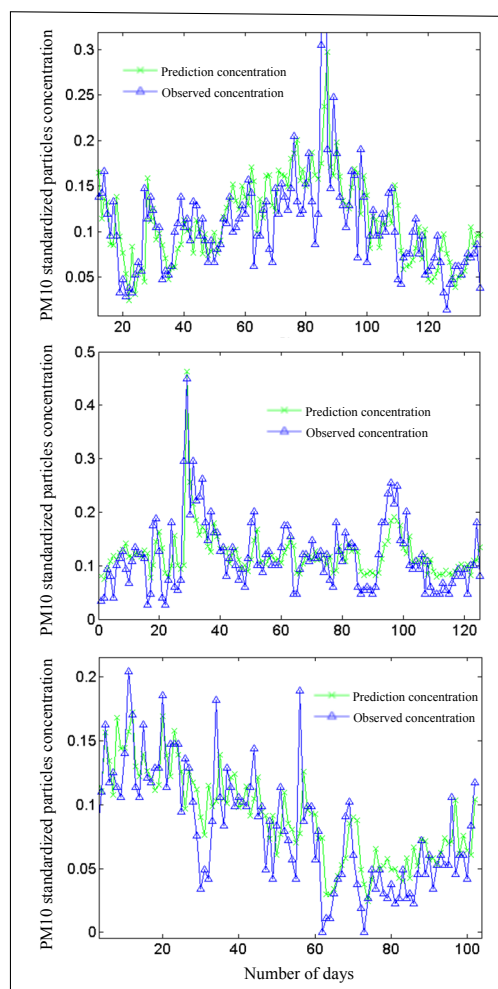 PM10 standardized particles concentration
0.3
0.25
0.2
0.15
0.1
0.05
Prediction concentration
Observed concentration
20 40 60 80 100 120
PM10 standardized particles concentration
0.5
0.4
0.3
0.2
0.1
0
Prediction concentration
Observed concentration
0 20 40 60 80 100 120
PM10 standardized particles concentration
0.2
0.15
0.1
0.05
0
Prediction concentration
Observed concentration
20 40 60 80 100
Number of days